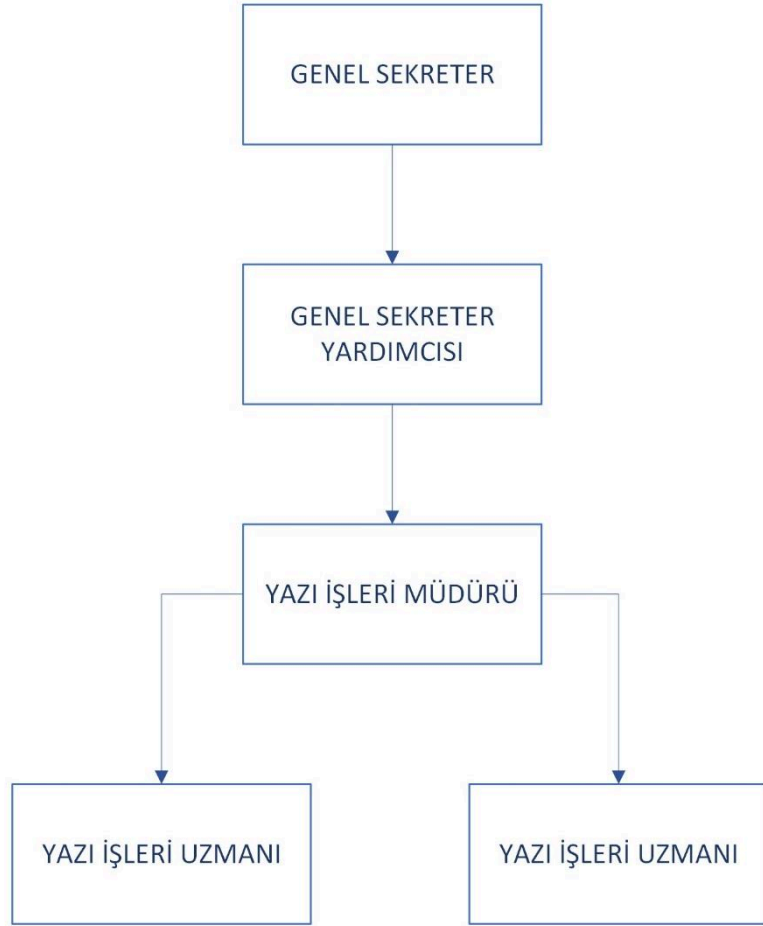 GENEL SEKRETER
GENEL SEKRETER
YARDIMCISI
YAZI İŞLERİ MÜDÜRÜ
YAZI İŞLERİ UZMANI
YAZI İŞLERİ UZMANI